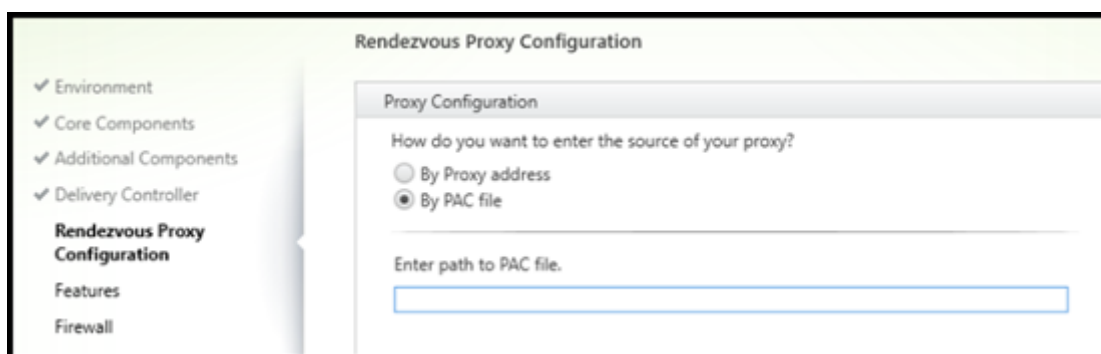 Rendezvous Proxy Configuration
Environment
Core Components
Additional Components
Delivery Controller
Rendezvous Proxy
Configuration
Features
Firewall
Proxy Configuration
How do you want to enter the source of your proxy?
By Proxy address
By PAC file
Enter path to PAC file.